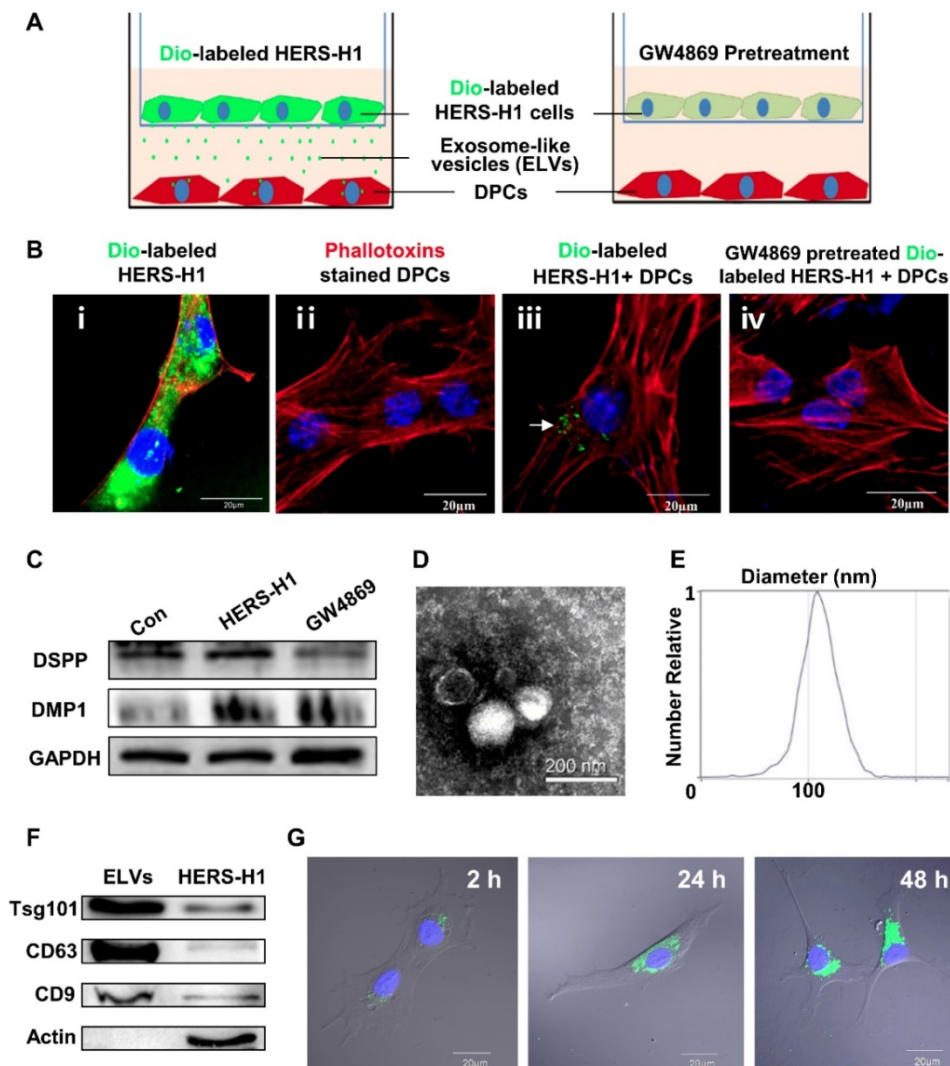 A
Dio-labeled HERS-H1
GW4869 Pretreatment
Dio-labeled
HERS-H1 cells
Exosome-like
vesicles (ELVs)
DPCs
B
Dio-labeled
HERS-H1
Phallotoxins
stained DPCs
Dio-labeled
HERS-H1+ DPCs
GW4869 pretreated Dio-
labeled HERS-H1 + DPCs
i
ii
iii
iv
20μm
20μm
20μm
20μm
C
Con
HERS-H1
GW4869
DSPP
DMP1
GAPDH
D
200 nm
E
Diameter (nm)
Number Relative
1
0
100
F
ELVs
HERS-H1
Tsg101
CD63
CD9
Actin
G
2 h
24 h
48 h
20μm
20μm
20μm